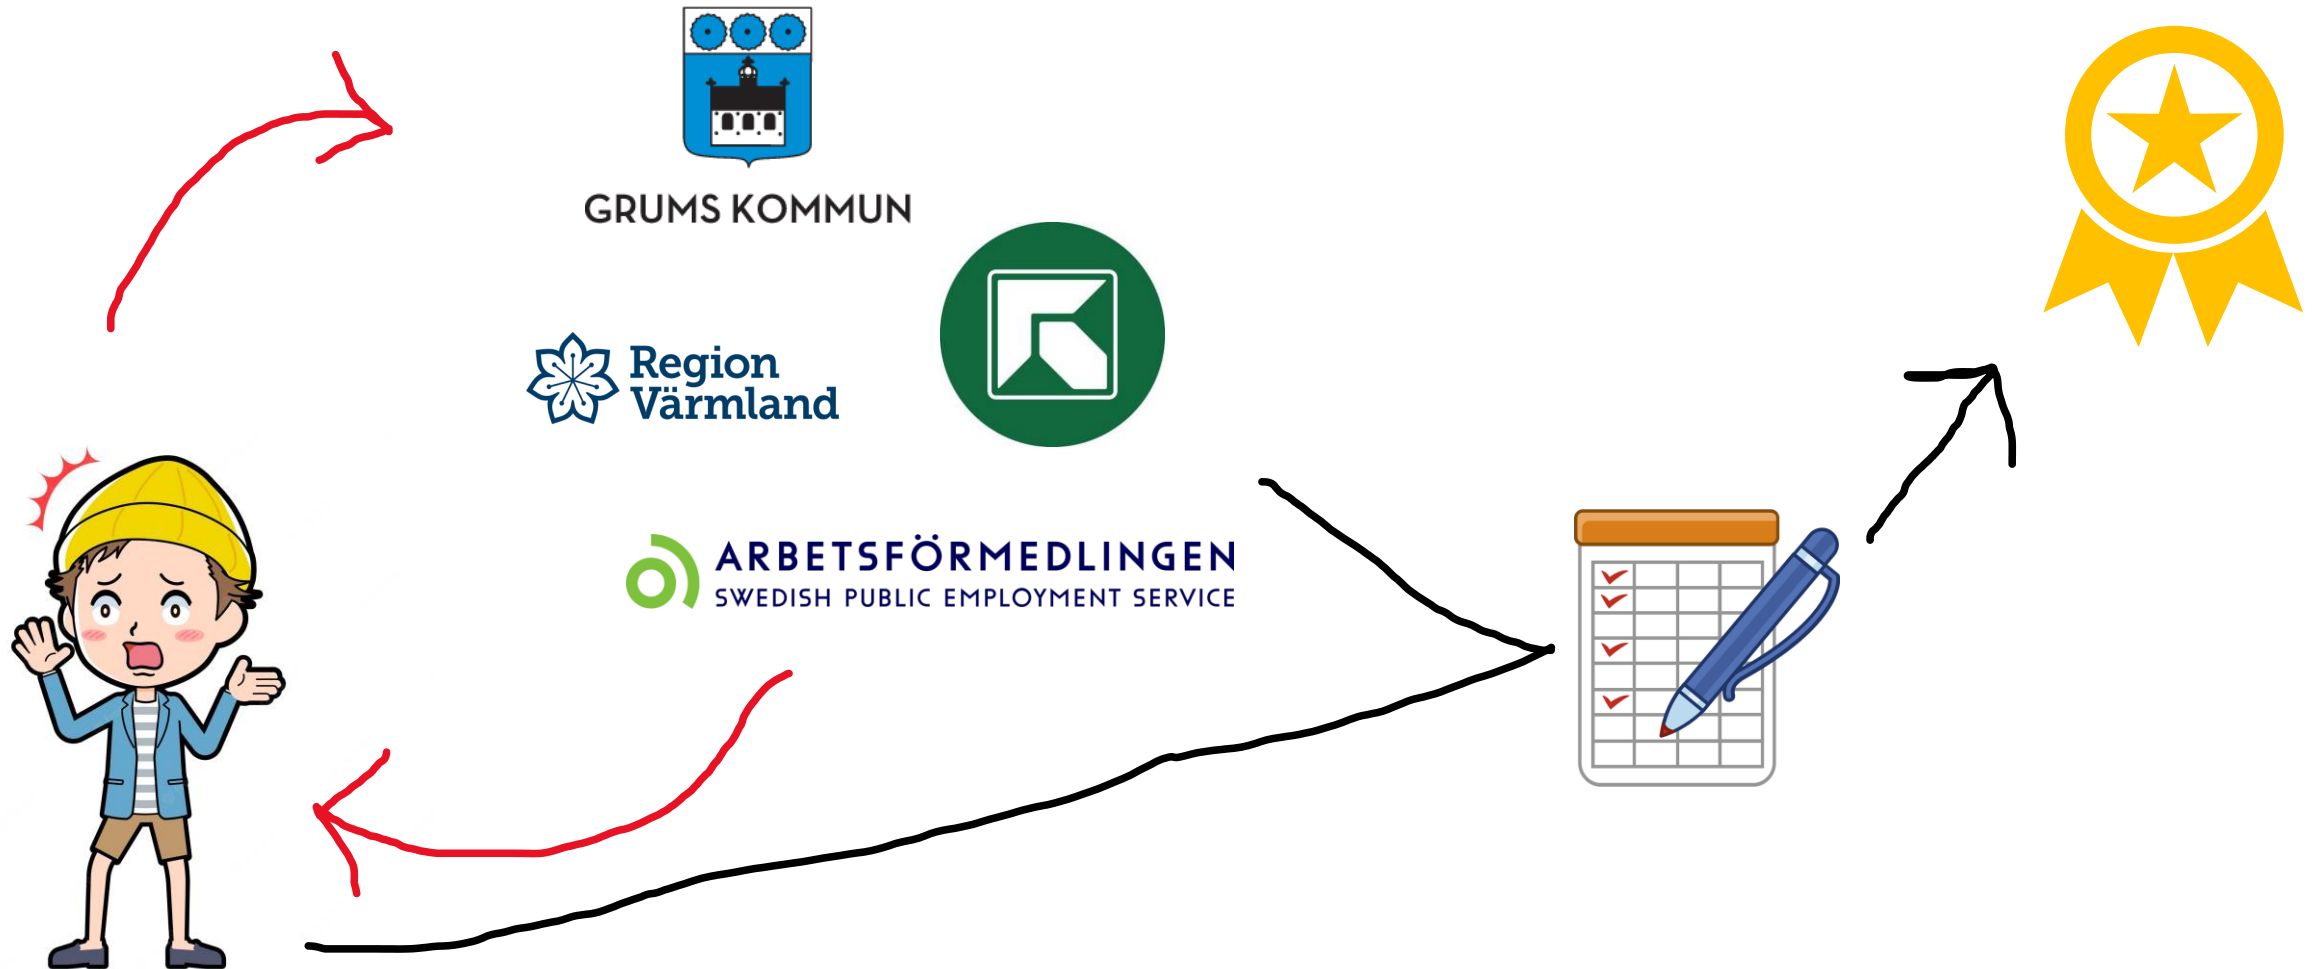 GRUMS KOMMUN
Region
Värmland
ARBETSFÖRMEDLINGEN
SWEDISH PUBLIC EMPLOYMENT SERVICE